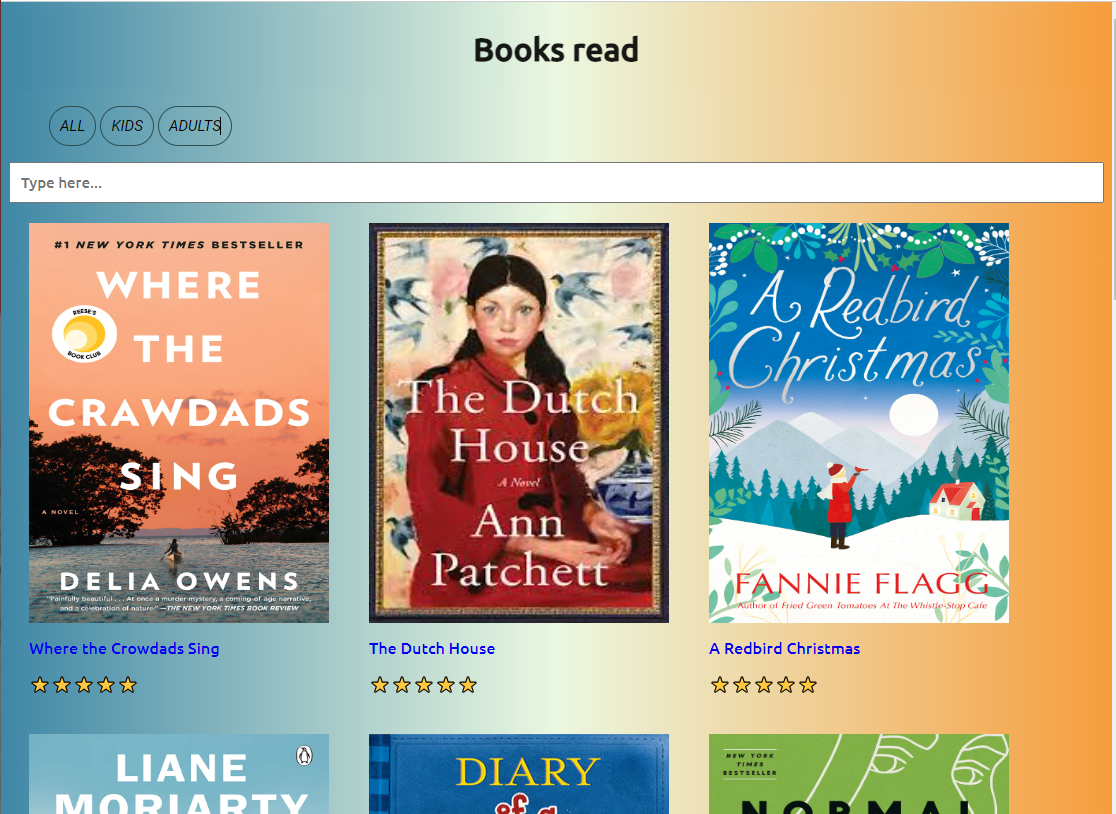 Books read
ALL KIDS ADULTS
Type here...
#1 NEW YORK TIMES BESTSELLER
WHERE
REESE'S
BOOK CLUB
THE
CRAWDADS
SING
A NOVEL
DELIA OWENS
"Painfully beautiful . . . At once a murder mystery, a coming-of-age narrative,
and a celebration of nature." —THE NEW YORK TIMES BOOK REVIEW
The Dutch
House
A Novel
Ann
Patchett
A Redbird
Christmas
FANNIE FLAGG
Author of Fried Green Tomatoes At The Whistle-Stop Cafe
Where the Crowdads Sing
The Dutch House
A Redbird Christmas
LIANE
MORIARTY
DIARY
of a
NEW YORK
TIMES
BESTSELLER
NORMAL